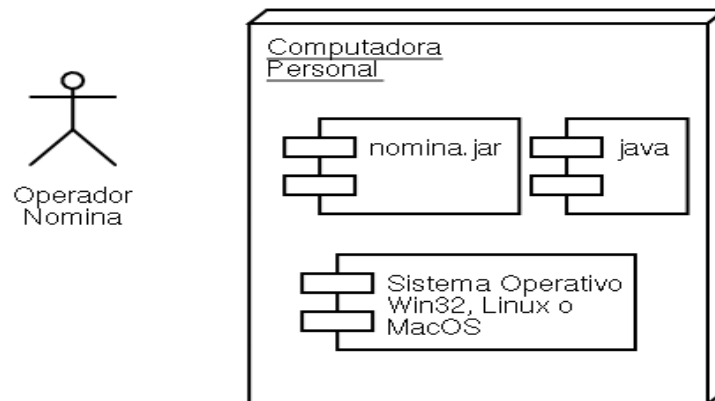 Computadora
Personal
Operador
Nomina
nomina.jar
java
Sistema Operativo
Win32, Linux o
MacOS